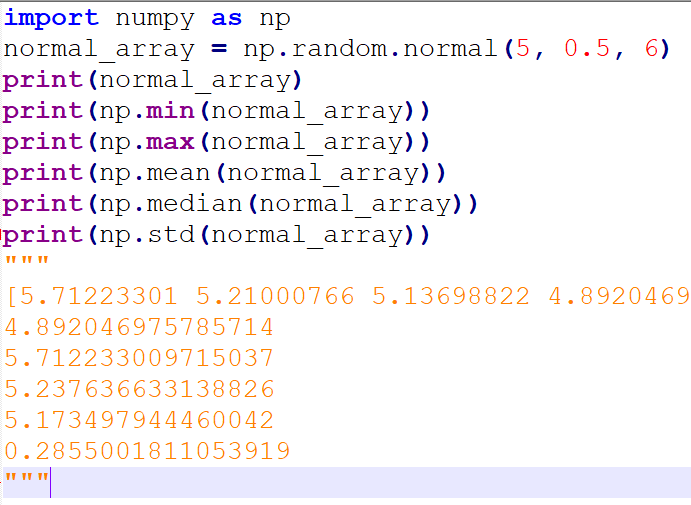 import numpy as np
normal_array = np.random.normal(5, 0.5, 6)
print(normal_array)
print(np.min(normal_array))
print(np.max(normal_array))
print(np.mean(normal_array))
print(np.median(normal_array))
print(np.std(normal_array))
"""
[5.71223301 5.21000766 5.13698822 4.8920469
4.892046975785714
5.712233009715037
5.237636633138826
5.173497944460042
0.2855001811053919
"""